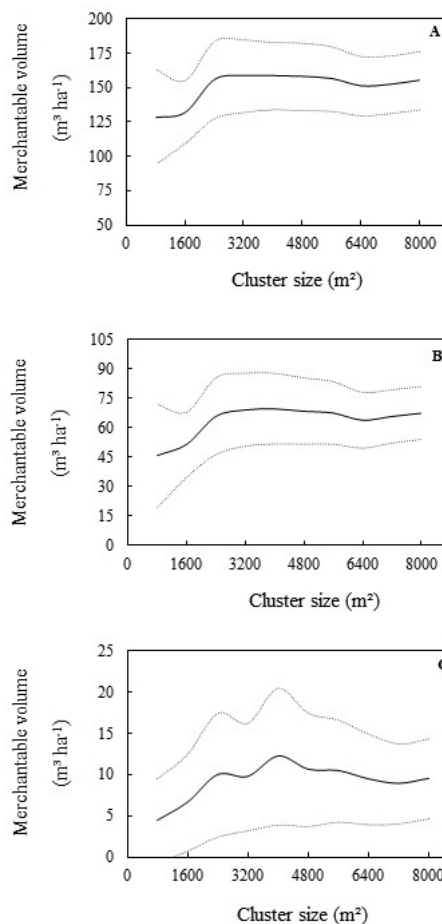 Merchantable volume
(m³ ha⁻¹)
200
175
150
125
100
75
50
A
0 1600 3200 4800 6400 8000
Cluster size (m²)
Merchantable volume
(m³ ha⁻¹)
105
90
75
60
45
30
15
0
B
0 1600 3200 4800 6400 8000
Cluster size (m²)
Merchantable volume
(m³ ha⁻¹)
25
20
15
10
5
0
0 1600 3200 4800 6400 8000
Cluster size (m²)